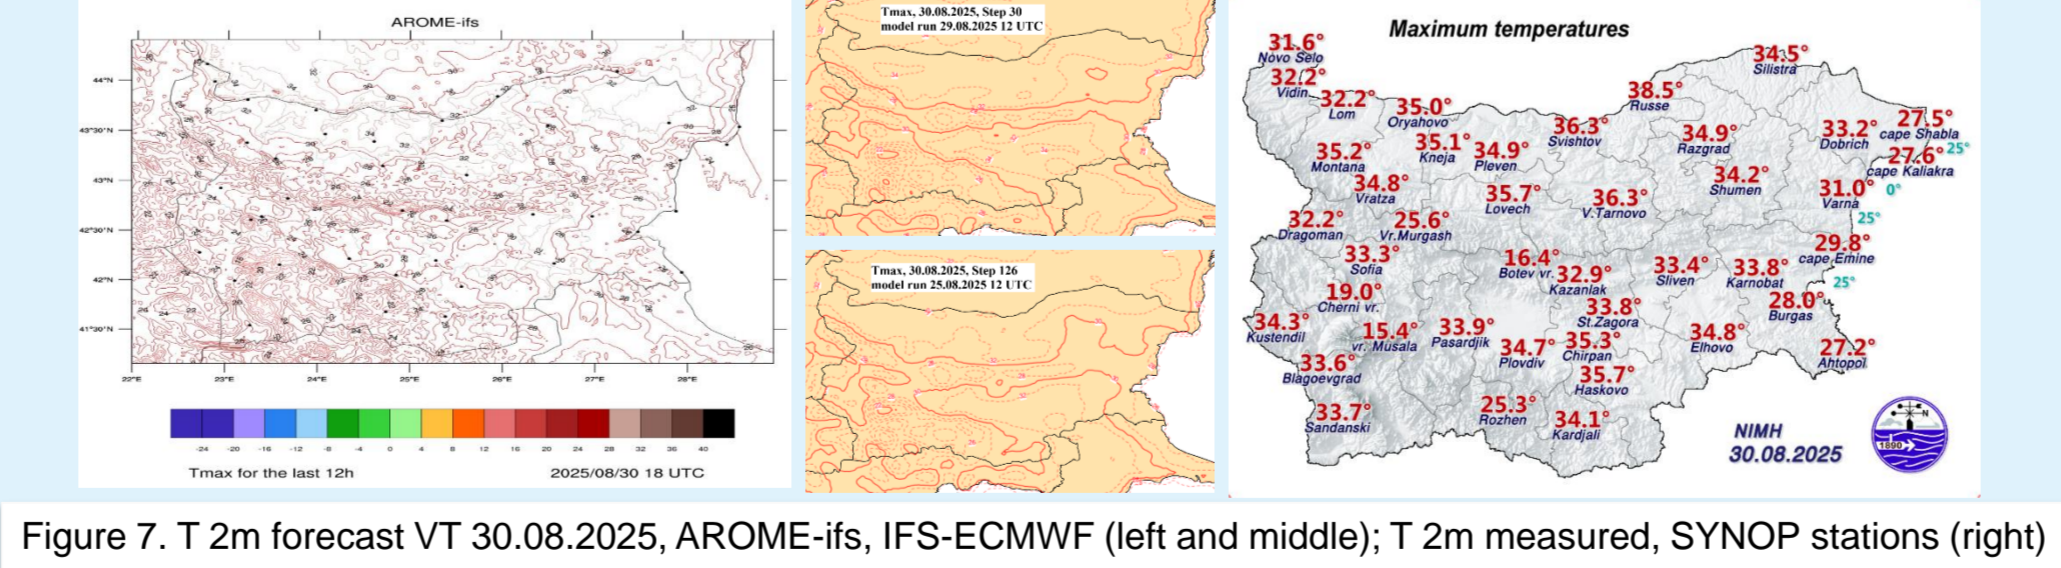 AROME-ifs
44°N
43°30'N
43°N
42°30'N
42°N
41°30'N
22°E 23°E 24°E 25°E 26°E 27°E 28°E
-24 -20 -16 -12 -8 -4 0 4 8 12 16 20 24 28 32 36 40
Tmax for the last 12h 2025/08/30 18 UTC
Tmax, 30.08.2025, Step 30
model run 29.08.2025 12 UTC
Tmax, 30.08.2025, Step 126
model run 25.08.2025 12 UTC
Maximum temperatures
31.6°
Novo Selo
32.2°
Vidin
32.2°
Lom
35.0°
Oryahovo
38.5°
Russe
34.5°
Silistra
35.2°
Montana
35.1°
Kneja
34.9°
Pleven
36.3°
Svishtov
34.9°
Razgrad
33.2°
Dobrich
27.5°
cape Shabla
25°
27.6°
cape Kaliakra
0°
34.8°
Vratza
35.7°
Lovech
36.3°
V.Tarnovo
34.2°
Shumen
31.0°
Varna
25°
32.2°
Dragoman
25.6°
Vr.Murgash
29.8°
cape Emine
25°
33.3°
Sofia
16.4°
Botev vr.
32.9°
Kazanlak
33.4°
Sliven
33.8°
Karnobat
28.0°
Burgas
19.0°
Cherni vr.
33.8°
St.Zagora
34.3°
Kustendil
15.4°
vr. Musala
33.9°
Pasardjik
34.7°
Plovdiv
35.3°
Chirpan
34.8°
Elhovo
27.2°
Ahtopol
33.6°
Blagoevgrad
35.7°
Haskovo
33.7°
Sandanski
25.3°
Rozhen
34.1°
Kardjali
NIMH
30.08.2025
N
1890
Figure 7. T 2m forecast VT 30.08.2025, AROME-ifs, IFS-ECMWF (left and middle); T 2m measured, SYNOP stations (right)